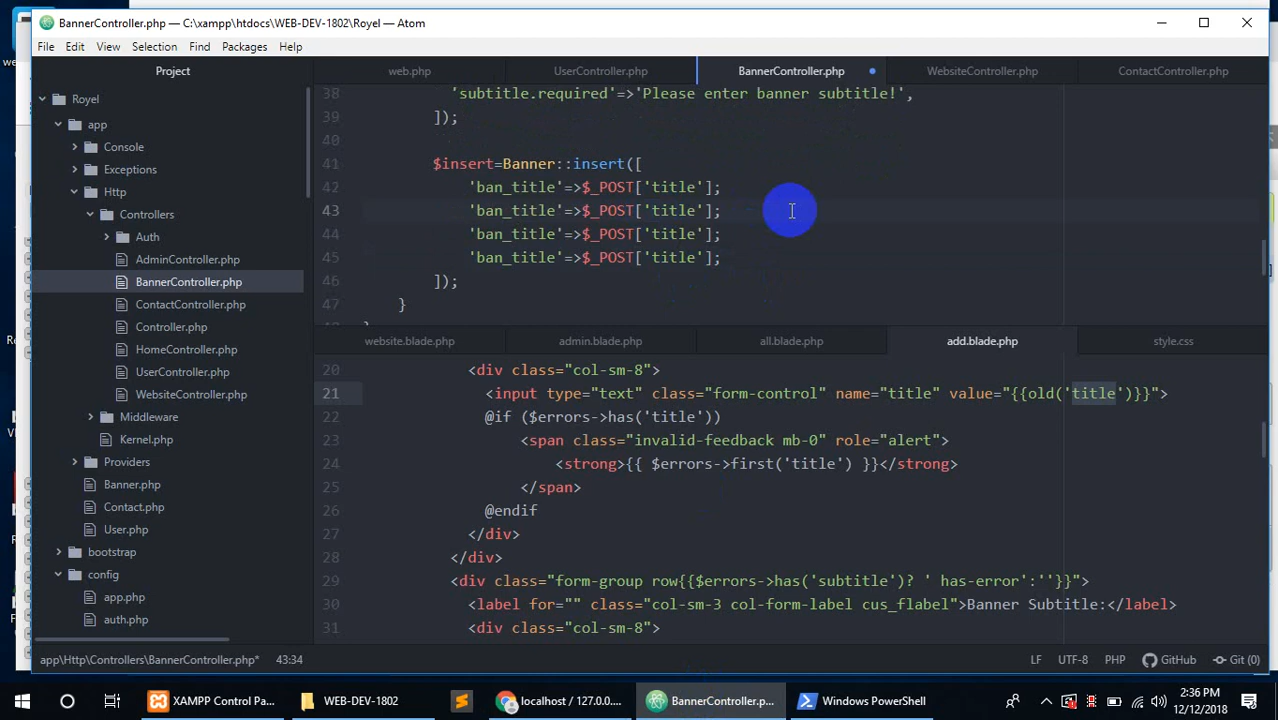 BannerController.php — C:\xampp\htdocs\WEB-DEV-1802\Royel — Atom
File Edit View Selection Find Packages Help
Project
Royel
app
Console
Exceptions
Http
Controllers
Auth
AdminController.php
BannerController.php
ContactController.php
Controller.php
HomeController.php
UserController.php
WebsiteController.php
Middleware
Kernel.php
Providers
Banner.php
Contact.php
User.php
bootstrap
config
app.php
auth.php
web.php UserController.php BannerController.php WebsiteController.php ContactController.php
38 'subtitle.required'=>'Please enter banner subtitle!',
39 ]);
40
41 $insert=Banner::insert([
42 'ban_title'=>$_POST['title'];
43 'ban_title'=>$_POST['title'];
44 'ban_title'=>$_POST['title'];
45 'ban_title'=>$_POST['title'];
46 ]);
47 }
website.blade.php admin.blade.php all.blade.php add.blade.php style.css
20 <div class="col-sm-8">
21 <input type="text" class="form-control" name="title" value="{{old('title')}}">
22 @if ($errors->has('title'))
23 <span class="invalid-feedback mb-0" role="alert">
24 <strong>{{ $errors->first('title') }}</strong>
25 </span>
26 @endif
27 </div>
28 </div>
29 <div class="form-group row{{$errors->has('subtitle')? ' has-error':''}}">
30 <label for="" class="col-sm-3 col-form-label cus_flabel">Banner Subtitle:</label>
31 <div class="col-sm-8">
app\Http\Controllers\BannerController.php* 43:34 LF UTF-8 PHP GitHub Git (0)
XAMPP Control Pa... WEB-DEV-1802 localhost / 127.0.0.... BannerController.p... Windows PowerShell
2:36 PM
12/12/2018